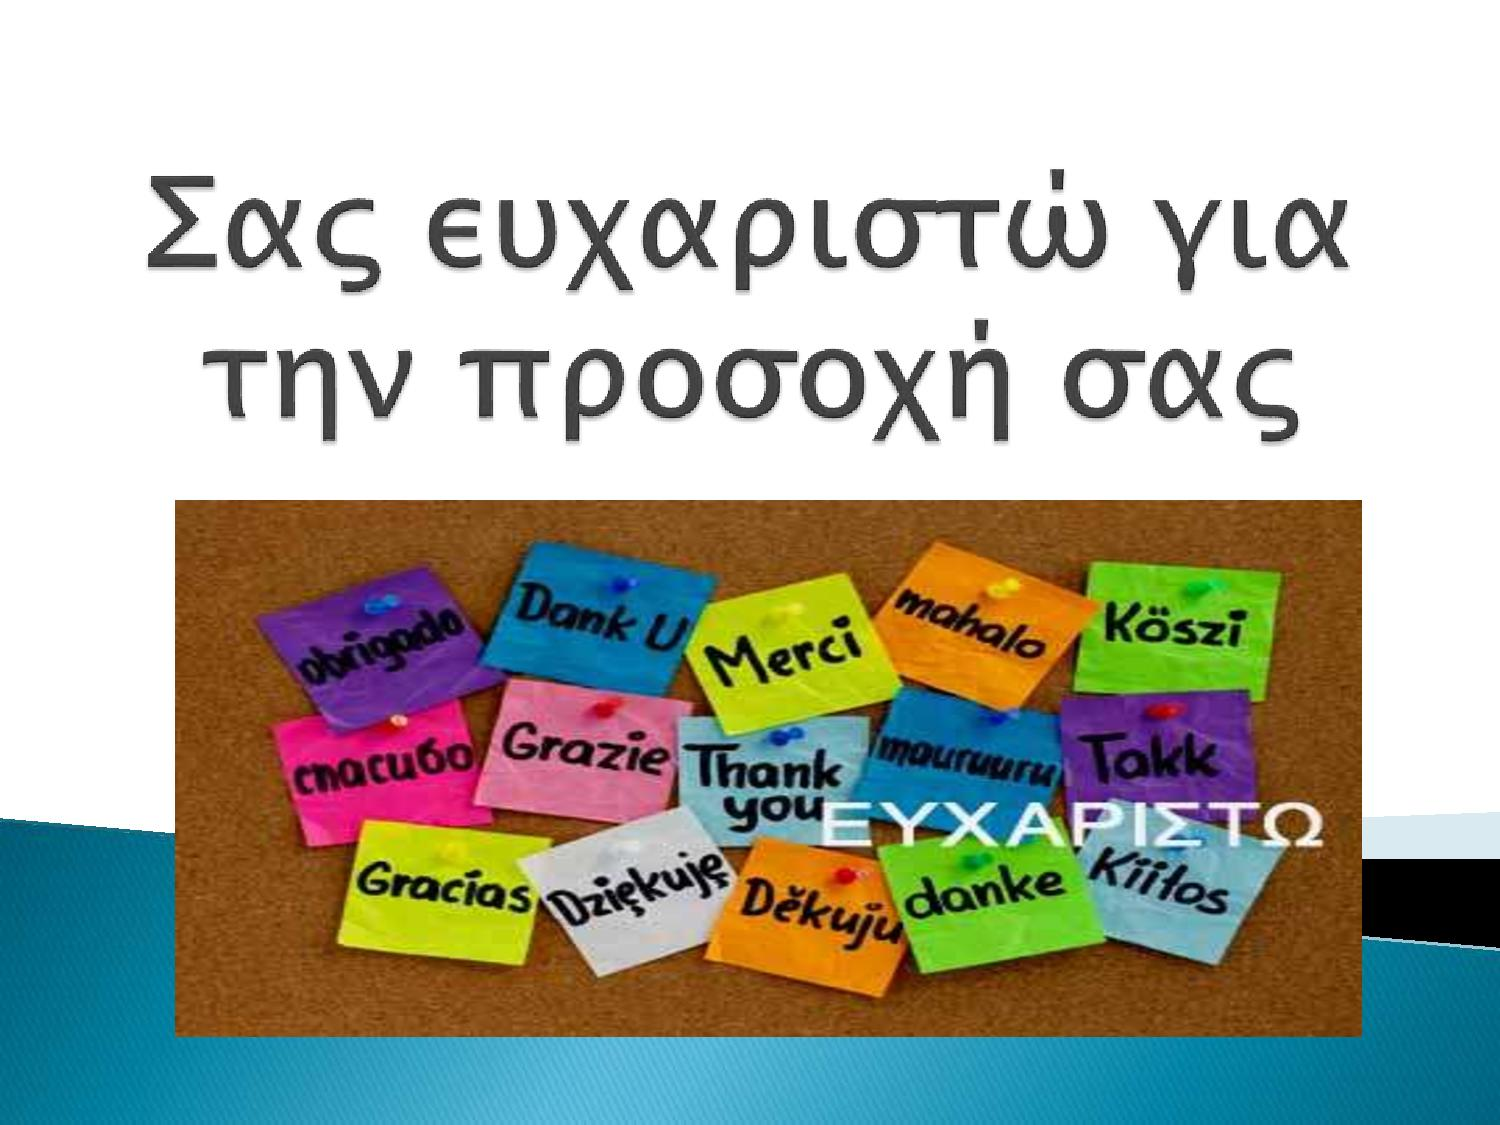 Σας ευχαριστώ για
την προσοχή σας
obrigado
Dank U
Merci
mahalo
Köszi
спасибо
Grazie
Thank
you
mauruuru
Takk
ΕΥΧΑΡΙΣΤΩ
Gracias
Dziękuję
Děkuju
danke
Kiitos